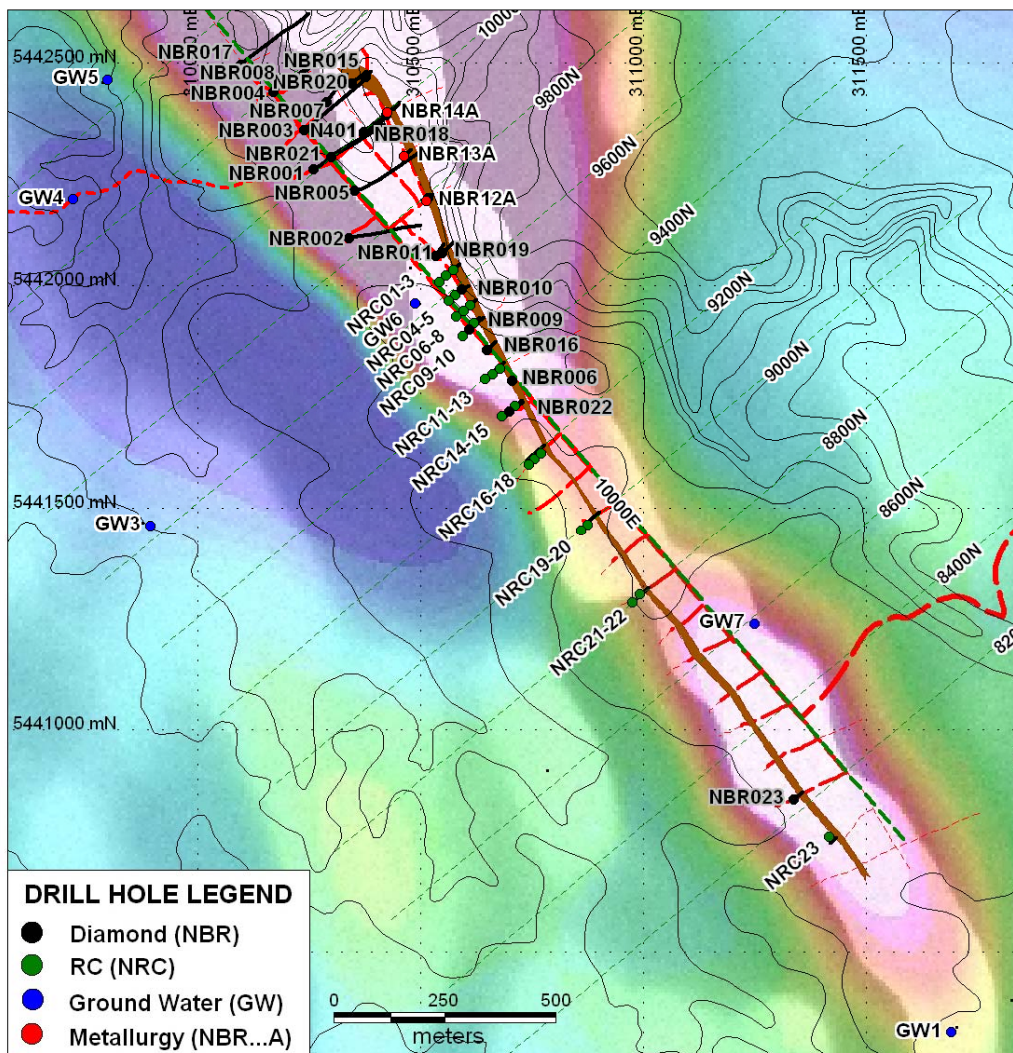 10000
5442500 mN
NBR017
NBR015
310500 mE
311000 mE
311500 mE
GW5
NBR008
NBR020
9800N
NBR004
NBR007
NBR14A
NBR003
N401
NBR018
9600N
NBR021
NBR13A
NBR001
NBR005
GW4
NBR12A
9400N
NBR002
NBR011
NBR019
5442000 mN
NRC01-3
NBR010
9200N
GW6
NRC04-5
NBR009
NRC06-8
NBR016
9000N
NRC09-10
NBR006
NRC11-13
NBR022
8800N
NRC14-15
5441500 mN
NRC16-18
10000E
8600N
GW3
NRC19-20
8400N
NRC21-22
GW7
5441000 mN
NBR023
NRC23
DRILL HOLE LEGEND
Diamond (NBR)
RC (NRC)
Ground Water (GW)
Metallurgy (NBR...A)
0 250 500
meters
GW1